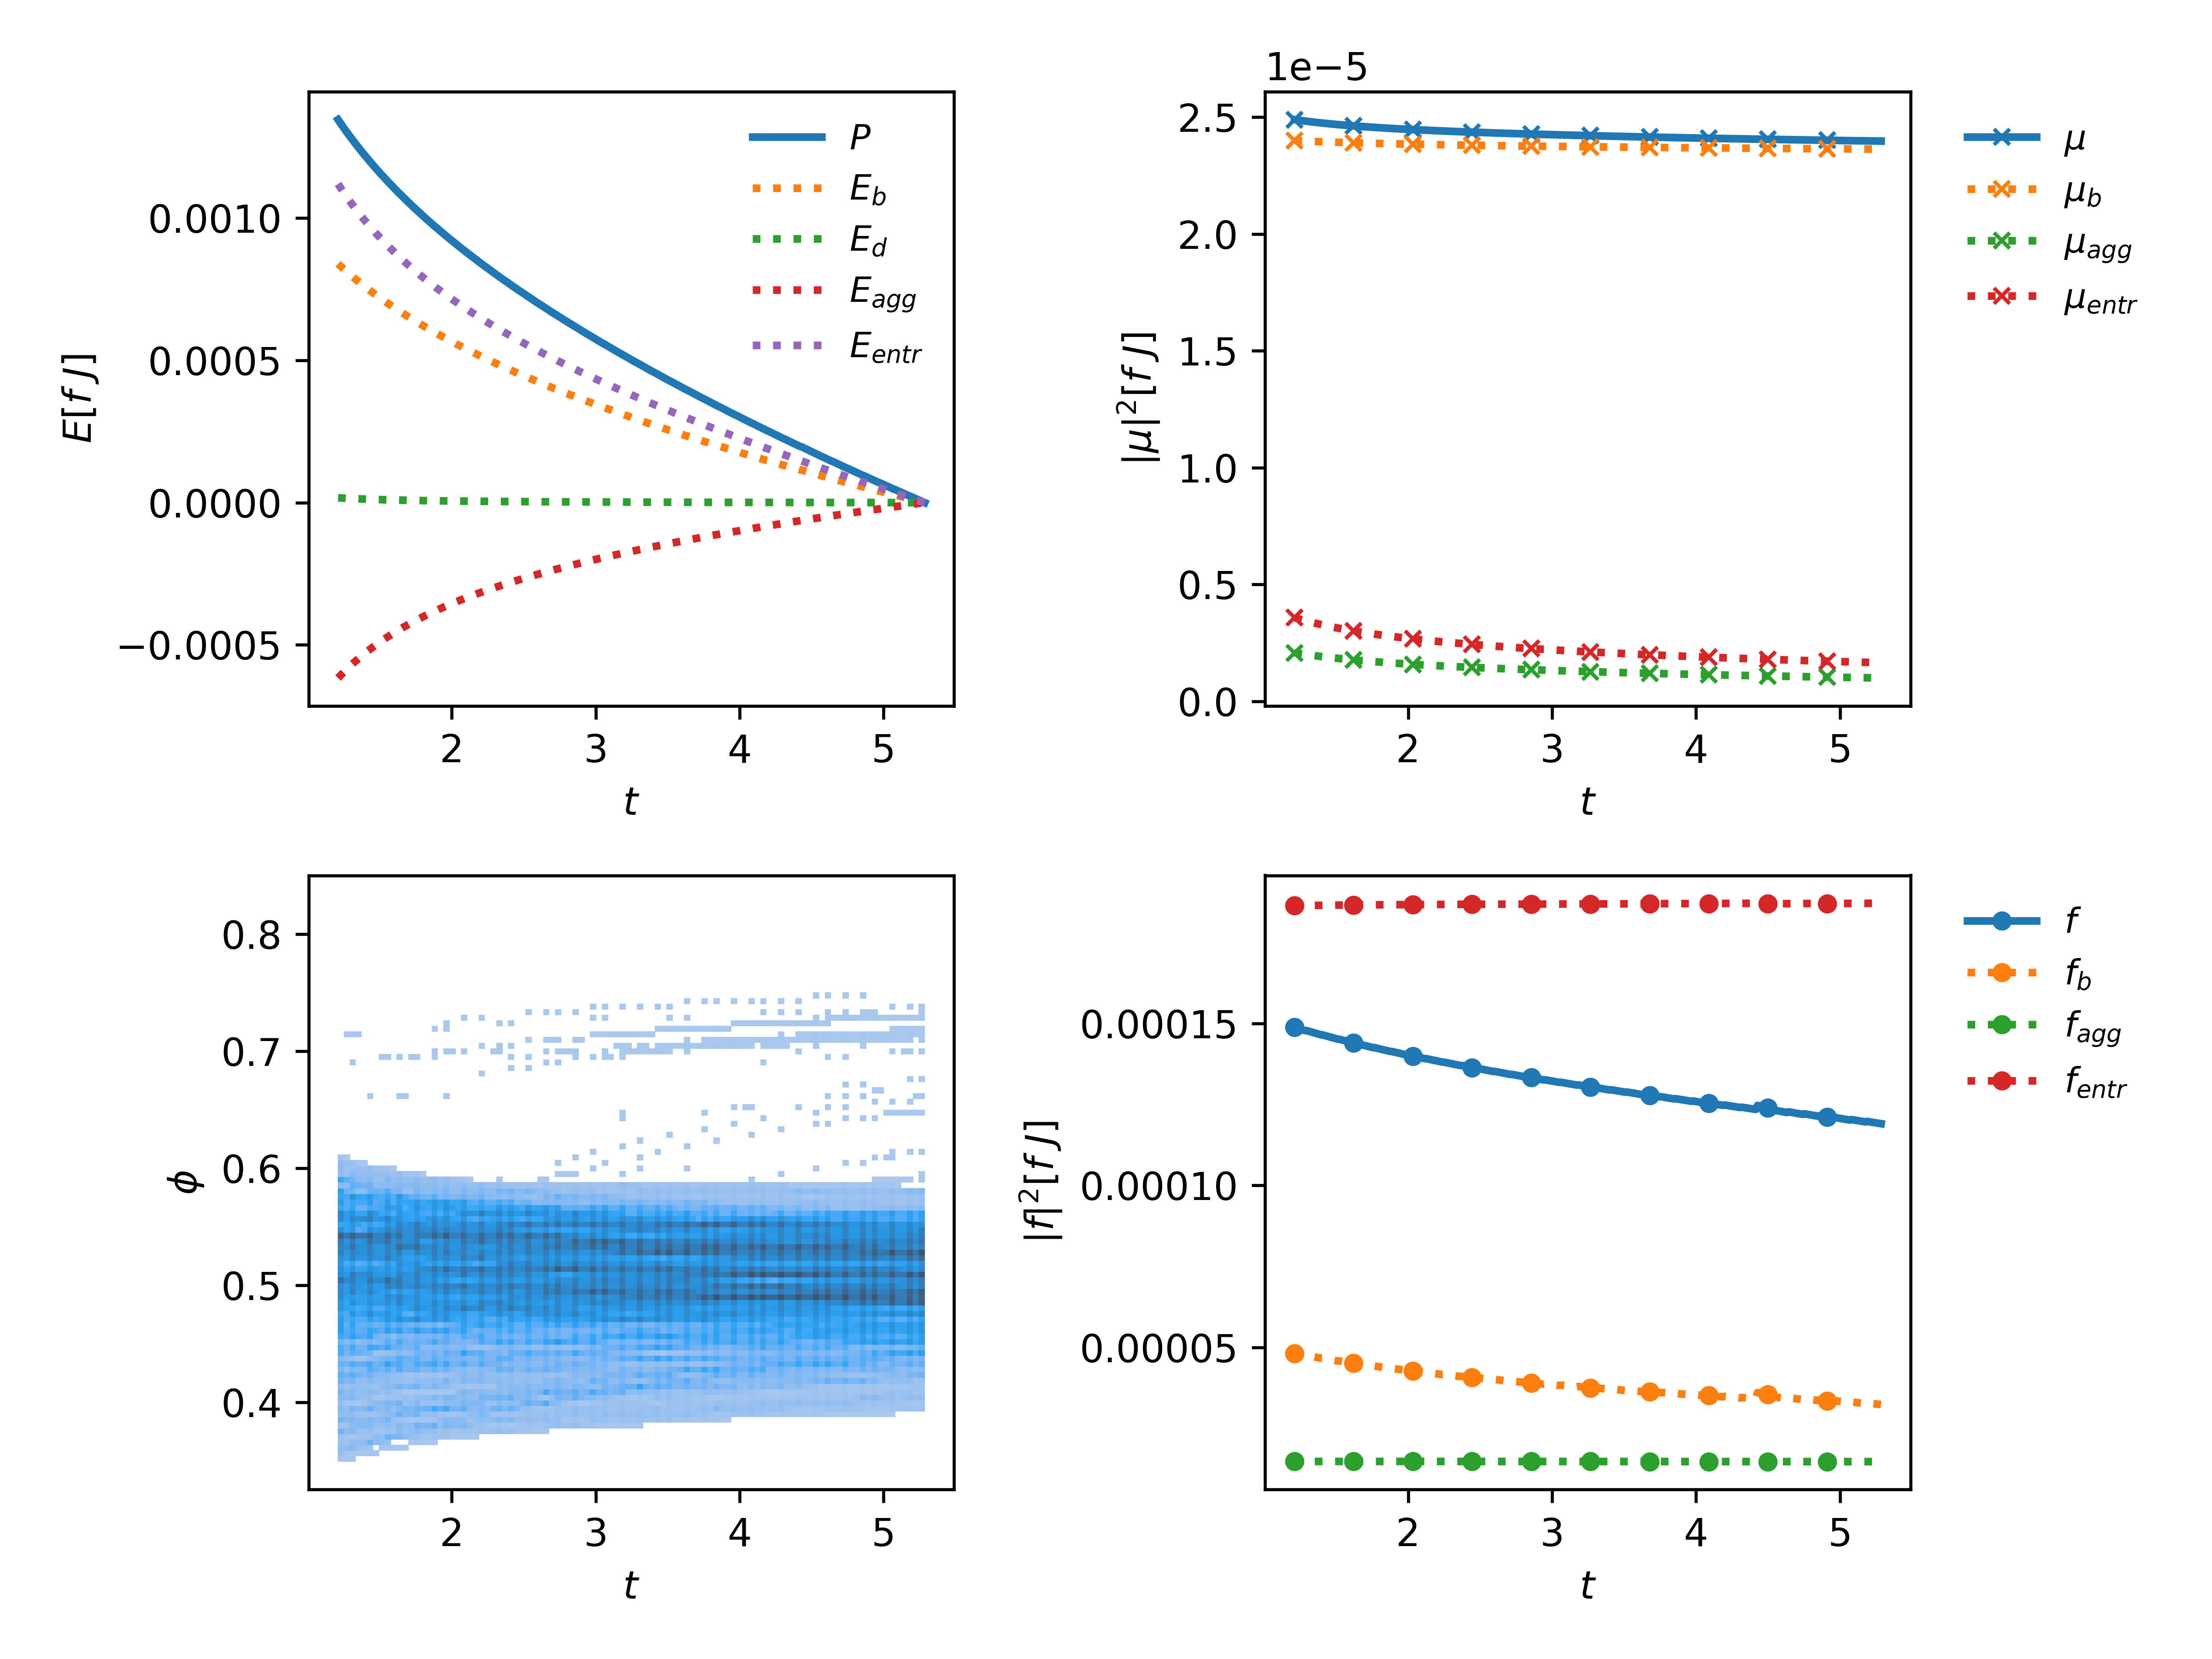 0.0010
0.0005
0.0000
−0.0005
E[f J]
2 3 4 5
t
P
E_b
E_d
E_agg
E_entr
1e−5
2.5
2.0
1.5
1.0
0.5
0.0
|μ|²[f J]
2 3 4 5
t
μ
μ_b
μ_agg
μ_entr
0.8
0.7
0.6
0.5
0.4
ϕ
2 3 4 5
t
0.00015
0.00010
0.00005
|f|²[f J]
2 3 4 5
t
f
f_b
f_agg
f_entr